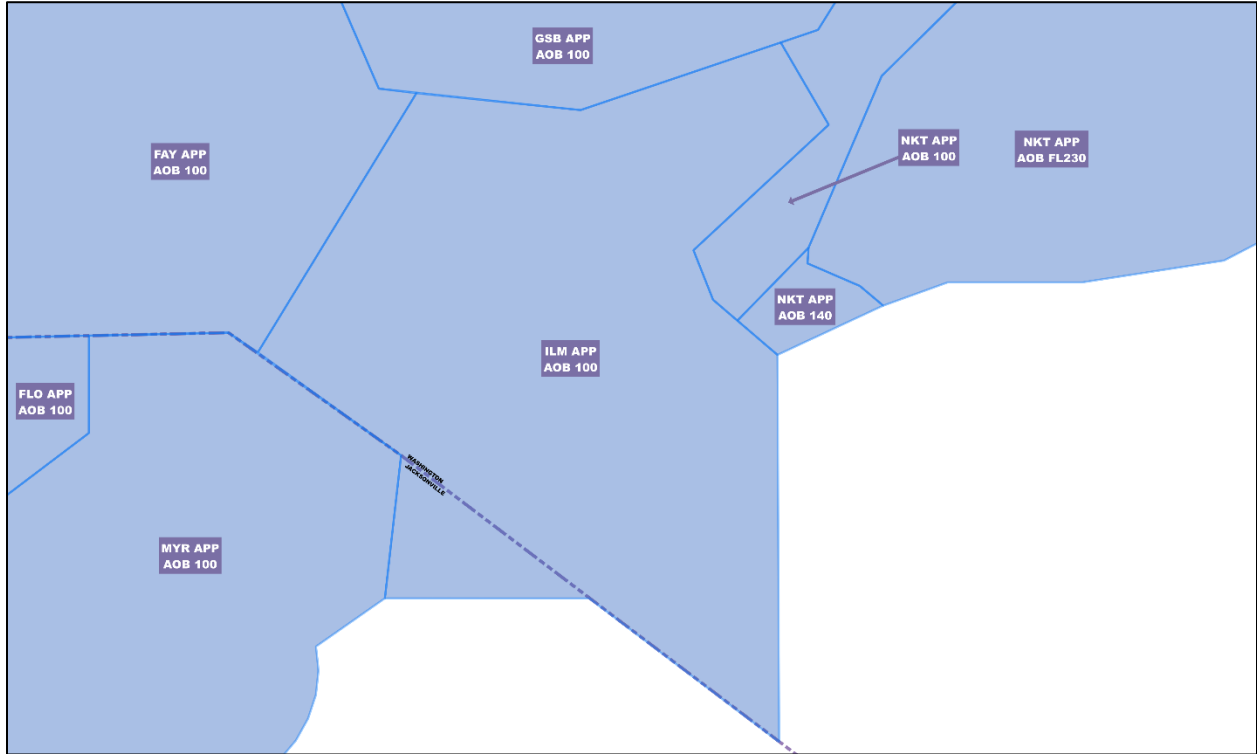 GSB APP
AOB 100
FAY APP
AOB 100
NKT APP
AOB 100
NKT APP
AOB FL230
NKT APP
AOB 140
ILM APP
AOB 100
FLO APP
AOB 100
WASHINGTON
JACKSONVILLE
MYR APP
AOB 100